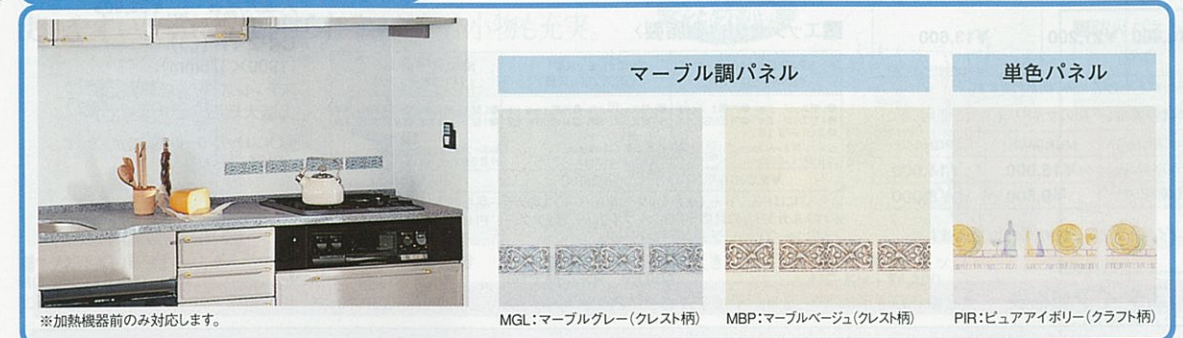 マーブル調パネル
単色パネル
※加熱機器前のみ対応します。
MGL:マーブルグレー(クレスト柄)
MBP:マーブルベージュ(クレスト柄)
PIR:ピュアアイボリー(クラフト柄)